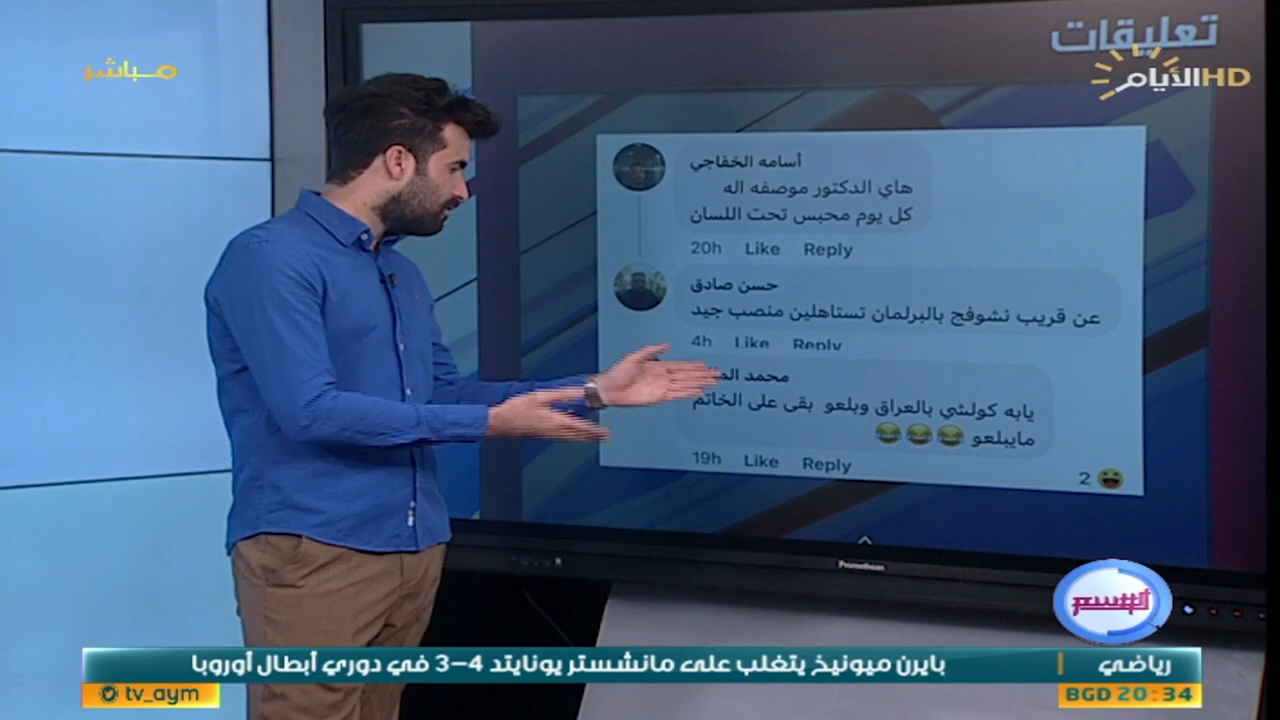 تعليقات
مباشر
الأيام HD
أسامه الخفاجي
هاي الدكتور موصفه اله
كل يوم محبس تحت اللسان
20h Like Reply
حسن صادق
عن قريب نشوفج بالبرلمان تستاهلين منصب جيد
4h Like Reply
محمد
يابه كولشي بالعراق وبلعو بقى على الخاتم
مايبلعو 😂😂😂
19h Like Reply
2 😆
Promethean
رياضي | بايرن ميونيخ يتغلب على مانشستر يونايتد 4–3 في دوري أبطال أوروبا
tv_aym
BGD 20:34